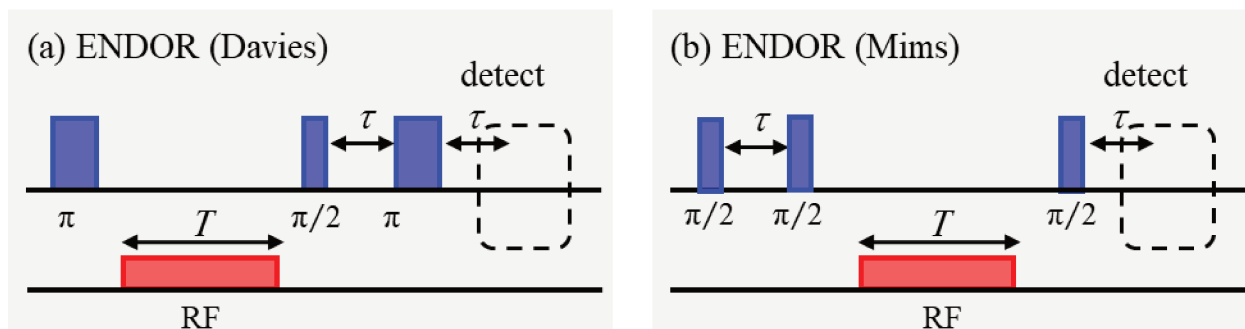 (a) ENDOR (Davies)
detect
τ τ
π π/2 π
T
RF
(b) ENDOR (Mims)
detect
τ τ
π/2 π/2 π/2
T
RF